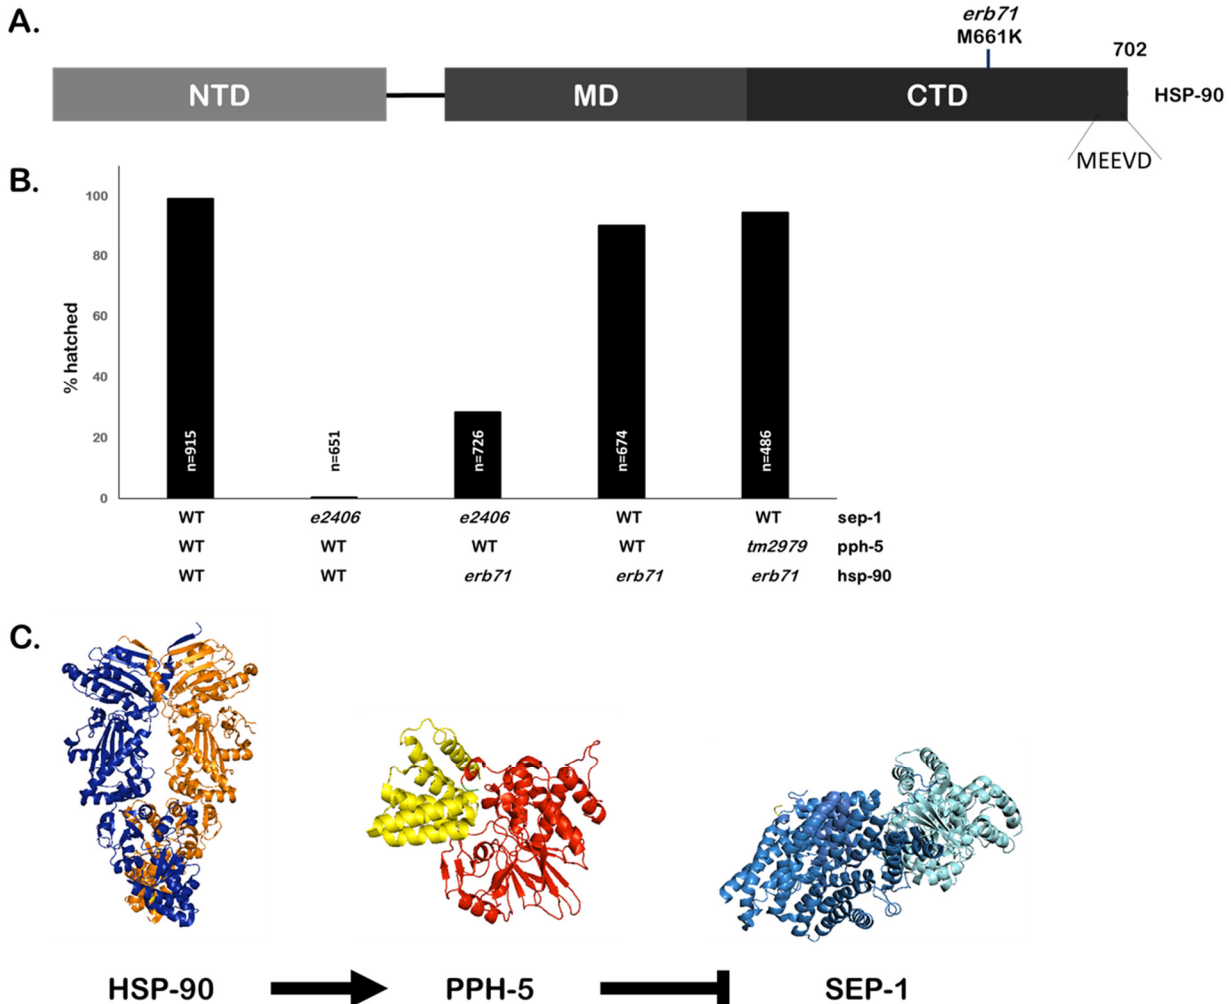 A.
erb71
M661K
702
NTD
MD
CTD
HSP-90
MEEVD
B.
100
80
60
40
20
0
% hatched
n=915
n=651
n=726
n=674
n=486
WT e2406 e2406 WT WT sep-1
WT WT WT WT tm2979 pph-5
WT WT erb71 erb71 erb71 hsp-90
C.
HSP-90 PPH-5 SEP-1